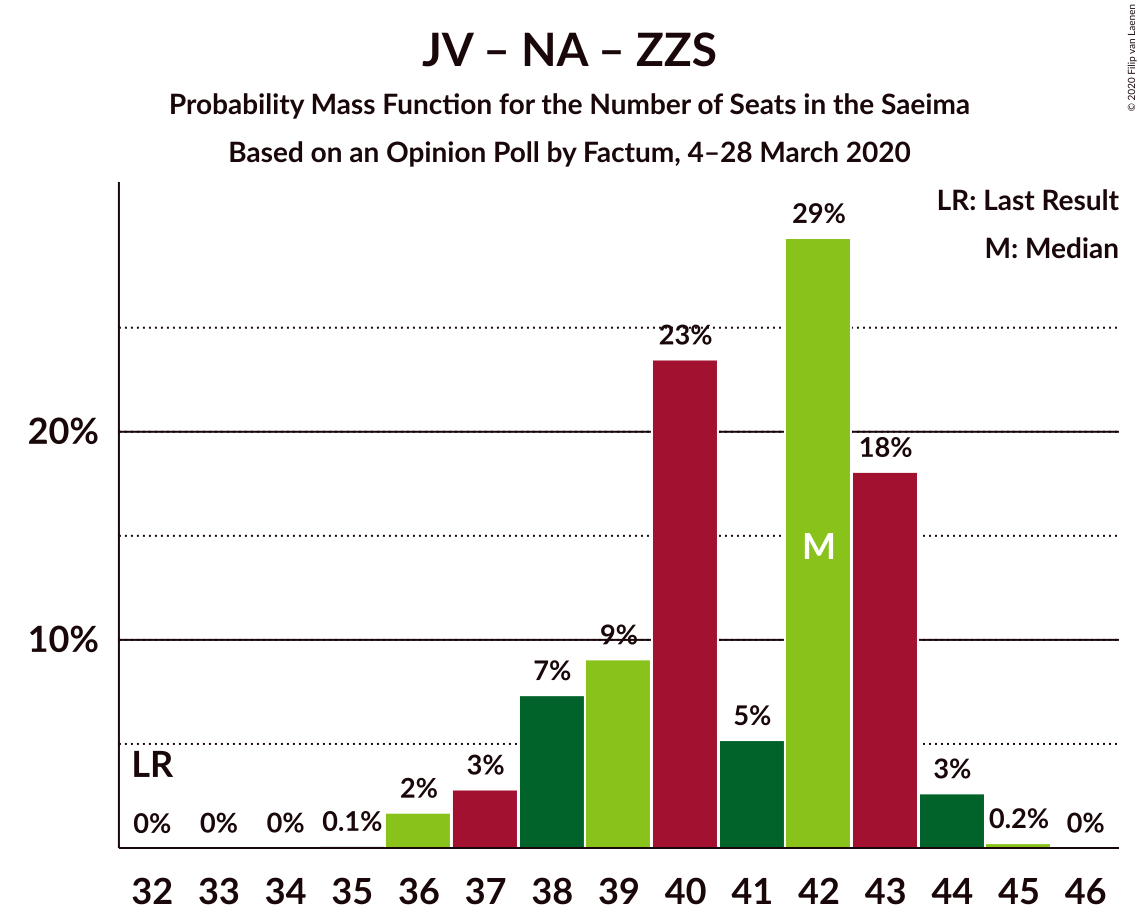 JV – NA – ZZS
Probability Mass Function for the Number of Seats in the Saeima
Based on an Opinion Poll by Factum, 4–28 March 2020
© 2020 Filip van Laenen
LR: Last Result
M: Median
29%
23%
20%
18%
M
10%
9%
7%
5%
LR
3%
3%
2%
0%
0%
0%
0.1%
0.2%
0%
32 33 34 35 36 37 38 39 40 41 42 43 44 45 46